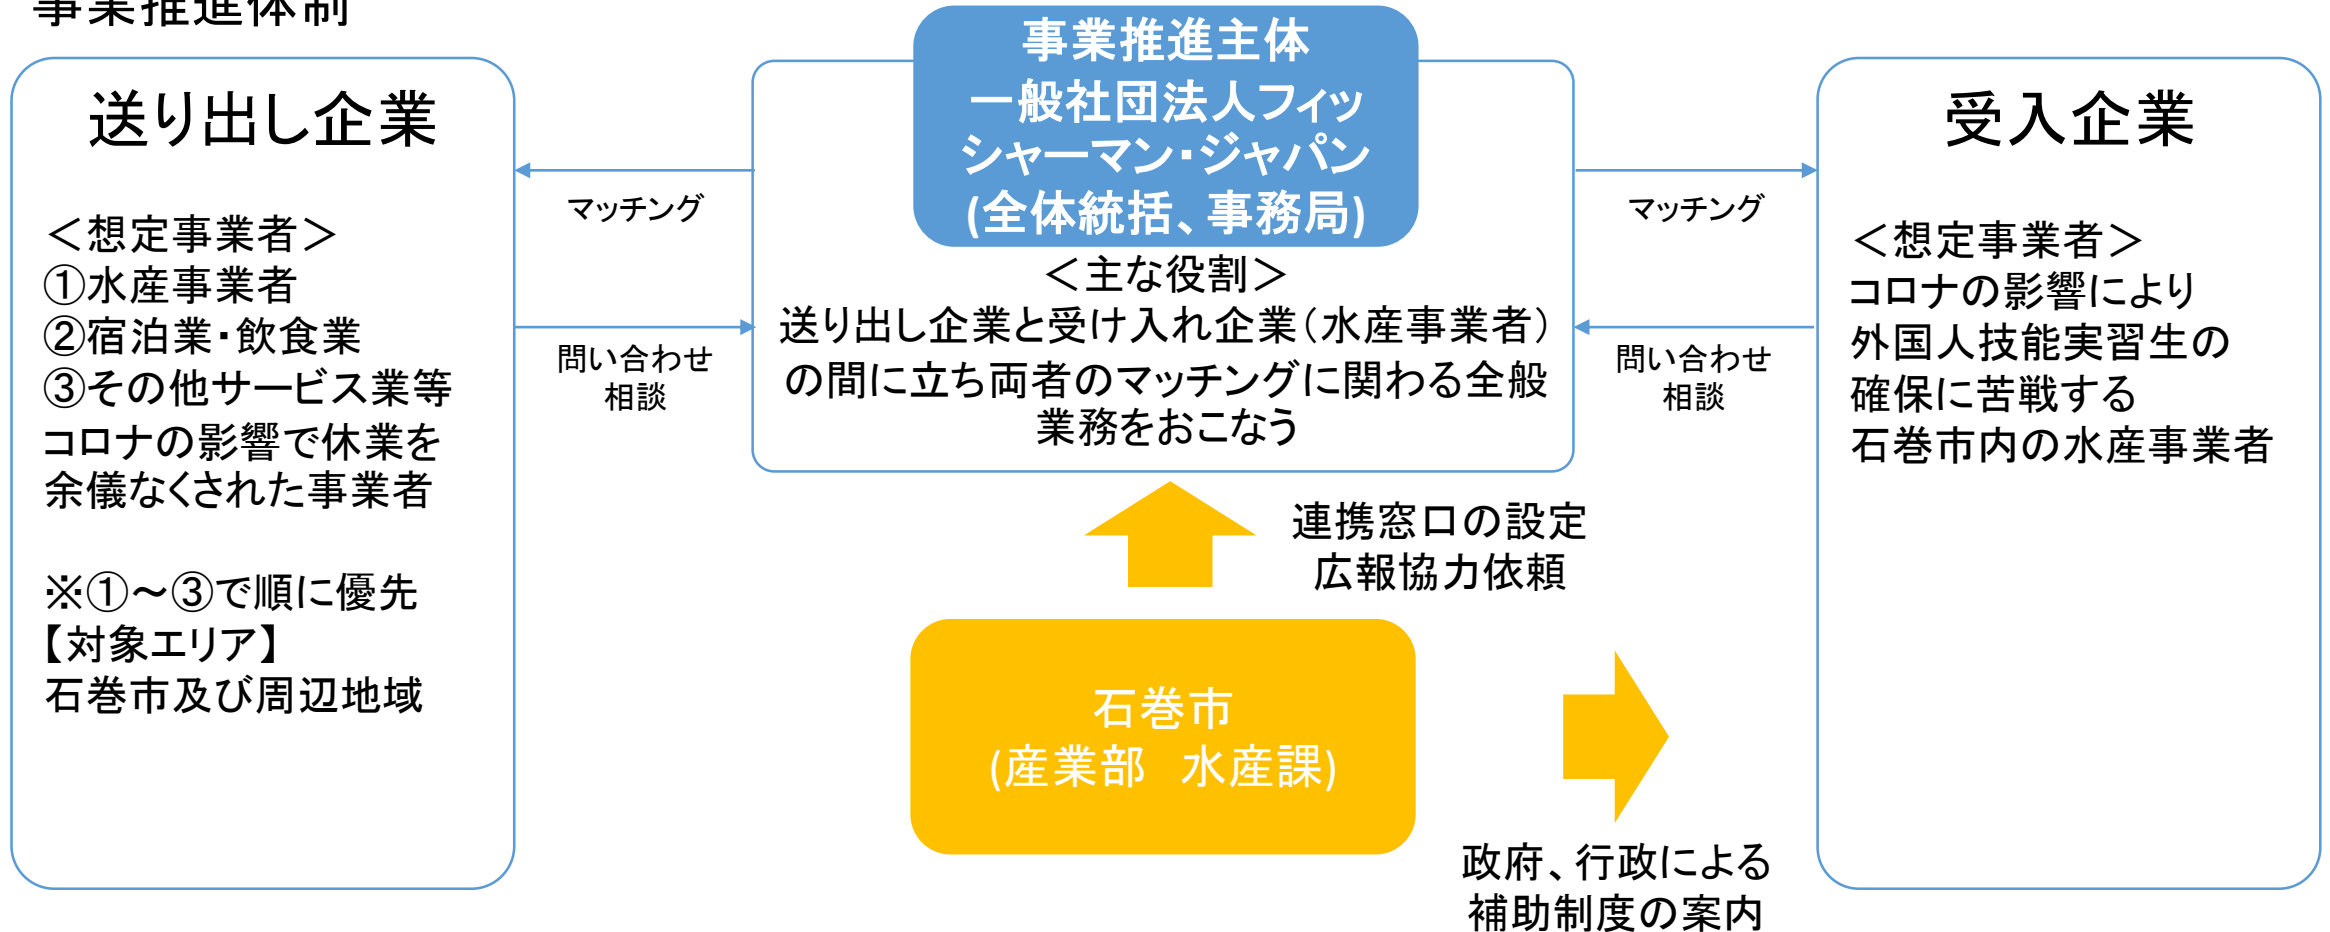 事業推進体制
送り出し企業
＜想定事業者＞
①水産事業者
②宿泊業・飲食業
③その他サービス業等
コロナの影響で休業を
余儀なくされた事業者
※①～③で順に優先
【対象エリア】
石巻市及び周辺地域
マッチング
問い合わせ
相談
事業推進主体
一般社団法人フィッ
シャーマン・ジャパン
(全体統括、事務局)
＜主な役割＞
送り出し企業と受け入れ企業（水産事業者）
の間に立ち両者のマッチングに関わる全般
業務をおこなう
マッチング
問い合わせ
相談
受入企業
＜想定事業者＞
コロナの影響により
外国人技能実習生の
確保に苦戦する
石巻市内の水産事業者
連携窓口の設定
広報協力依頼
石巻市
(産業部　水産課)
政府、行政による
補助制度の案内